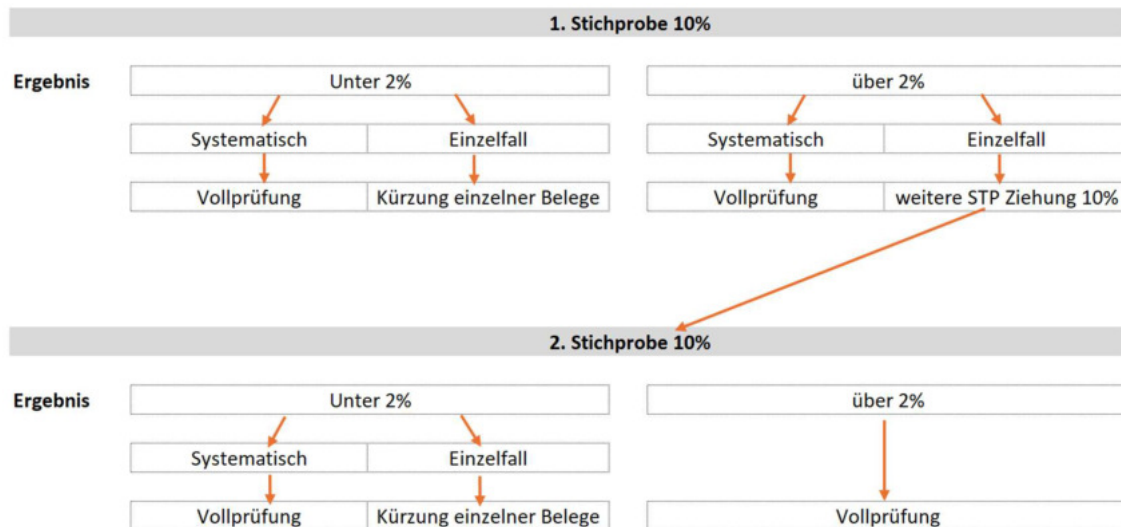 1. Stichprobe 10%
Ergebnis Unter 2% über 2%
Systematisch Einzelfall Systematisch Einzelfall
Vollprüfung Kürzung einzelner Belege Vollprüfung weitere STP Ziehung 10%
2. Stichprobe 10%
Ergebnis Unter 2% über 2%
Systematisch Einzelfall
Vollprüfung Kürzung einzelner Belege Vollprüfung